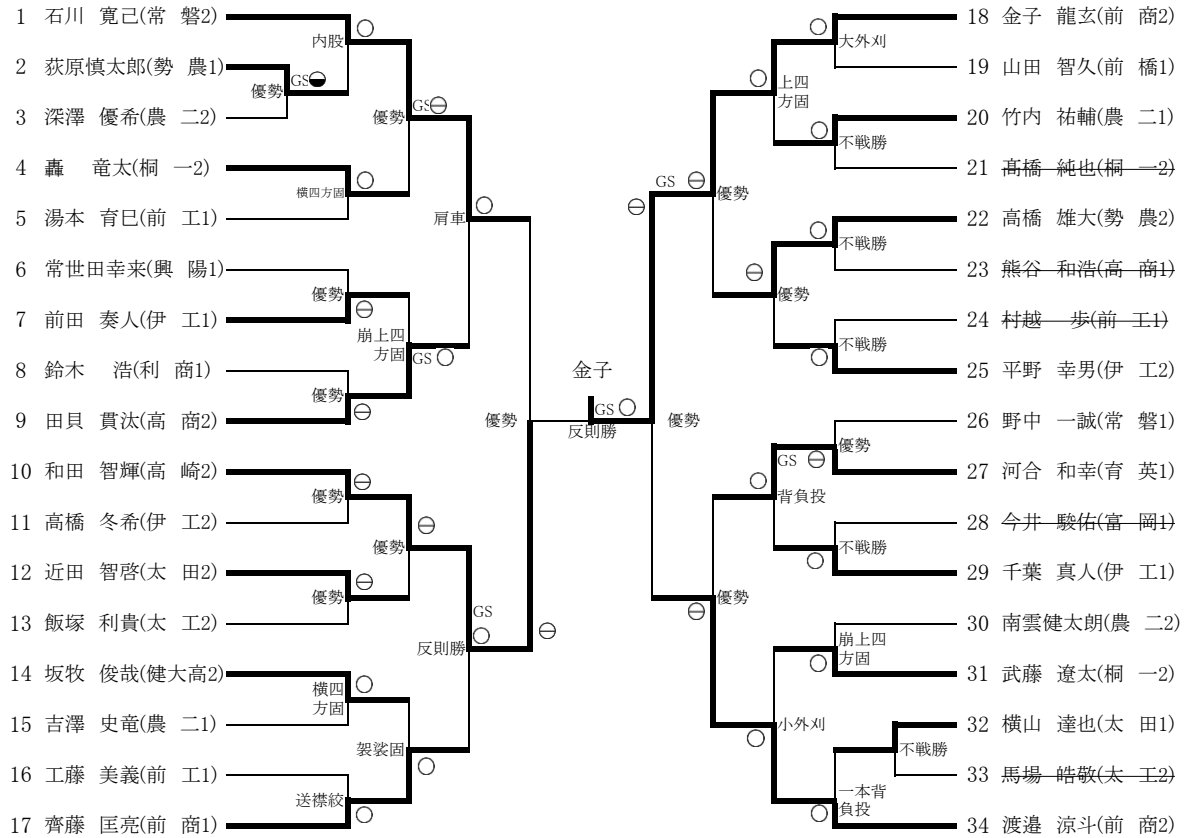 1 石川 寛己(常 磐2)
2 荻原慎太郎(勢 農1)
3 深澤 優希(農 二2)
4 轟 竜太(桐 一2)
5 湯本 育巳(前 工1)
6 常世田幸来(興 陽1)
7 前田 奏人(伊 工1)
8 鈴木 浩(利 商1)
9 田貝 貫汰(高 商2)
10 和田 智輝(高 崎2)
11 高橋 冬希(伊 工2)
12 近田 智啓(太 田2)
13 飯塚 利貴(太 工2)
14 坂牧 俊哉(健大高2)
15 吉澤 史竜(農 二1)
16 工藤 美義(前 工1)
17 齊藤 匡亮(前 商1)
内股
GS
優勢
GS
優勢
横四方固
肩車
優勢
崩上四
方固
GS
優勢
優勢
優勢
優勢
優勢
GS
反則勝
横四
方固
袈裟固
送襟絞
金子
GS
反則勝
優勢
大外刈
上四
方固
不戦勝
GS
優勢
不戦勝
優勢
不戦勝
優勢
GS
背負投
不戦勝
優勢
崩上四
方固
小外刈
不戦勝
一本背
負投
18 金子 龍玄(前 商2)
19 山田 智久(前 橋1)
20 竹内 祐輔(農 二1)
21 髙橋 純也(桐 一2)
22 高橋 雄大(勢 農2)
23 熊谷 和浩(高 商1)
24 村越 歩(前 工1)
25 平野 幸男(伊 工2)
26 野中 一誠(常 磐1)
27 河合 和幸(育 英1)
28 今井 駿佑(富 岡1)
29 千葉 真人(伊 工1)
30 南雲健太朗(農 二2)
31 武藤 遼太(桐 一2)
32 横山 達也(太 田1)
33 馬場 皓敬(太 工2)
34 渡邉 涼斗(前 商2)